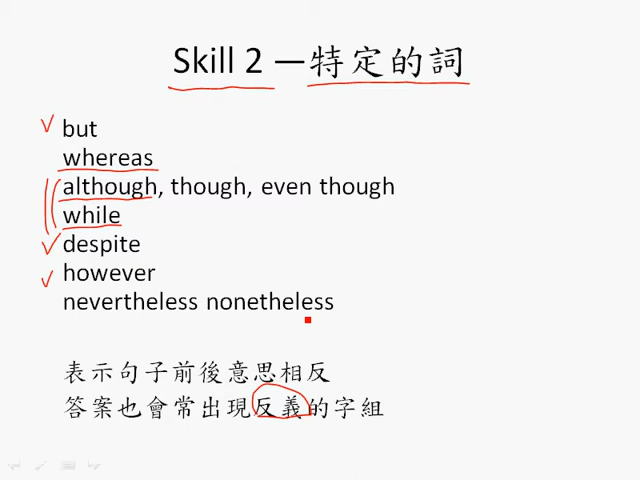 Skill 2 —特定的詞
but
whereas
although, though, even though
while
despite
however
nevertheless nonetheless
表示句子前後意思相反
答案也會常出現反義的字組